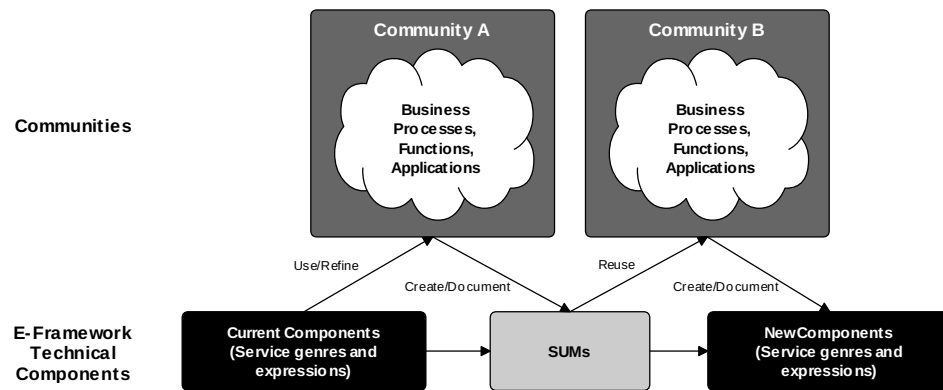 Community A
Community B
Business
Processes,
Functions,
Applications
Business
Processes,
Functions,
Applications
Communities
Use/Refine
Create/Document
Reuse
Create/Document
E-Framework
Technical
Components
Current Components
(Service genres and
expressions)
SUMs
NewComponents
(Service genres and
expressions)